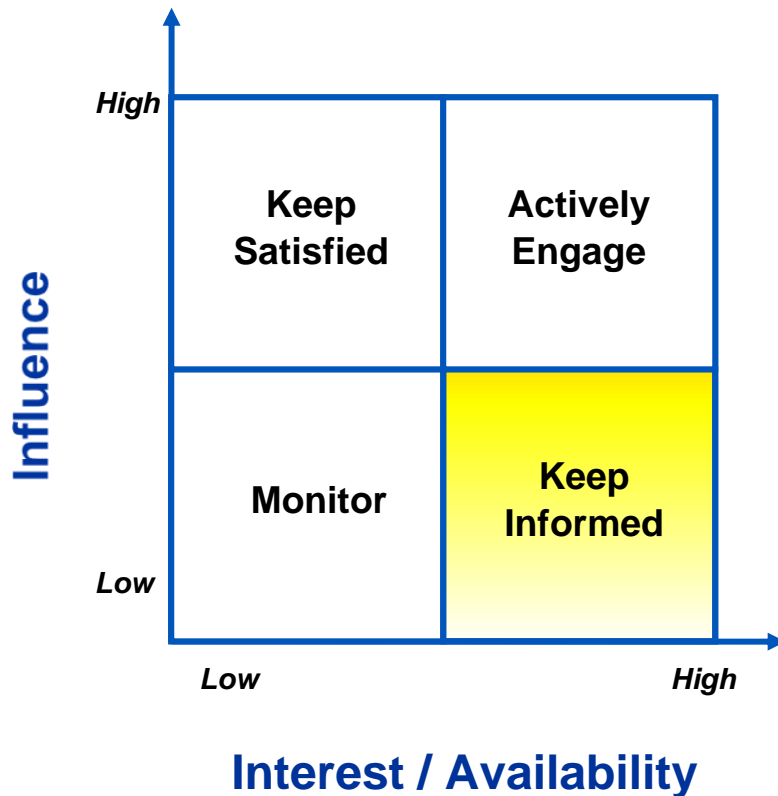 High
Keep
Satisfied
Actively
Engage
Influence
Monitor
Keep
Informed
Low
Low
High
Interest / Availability